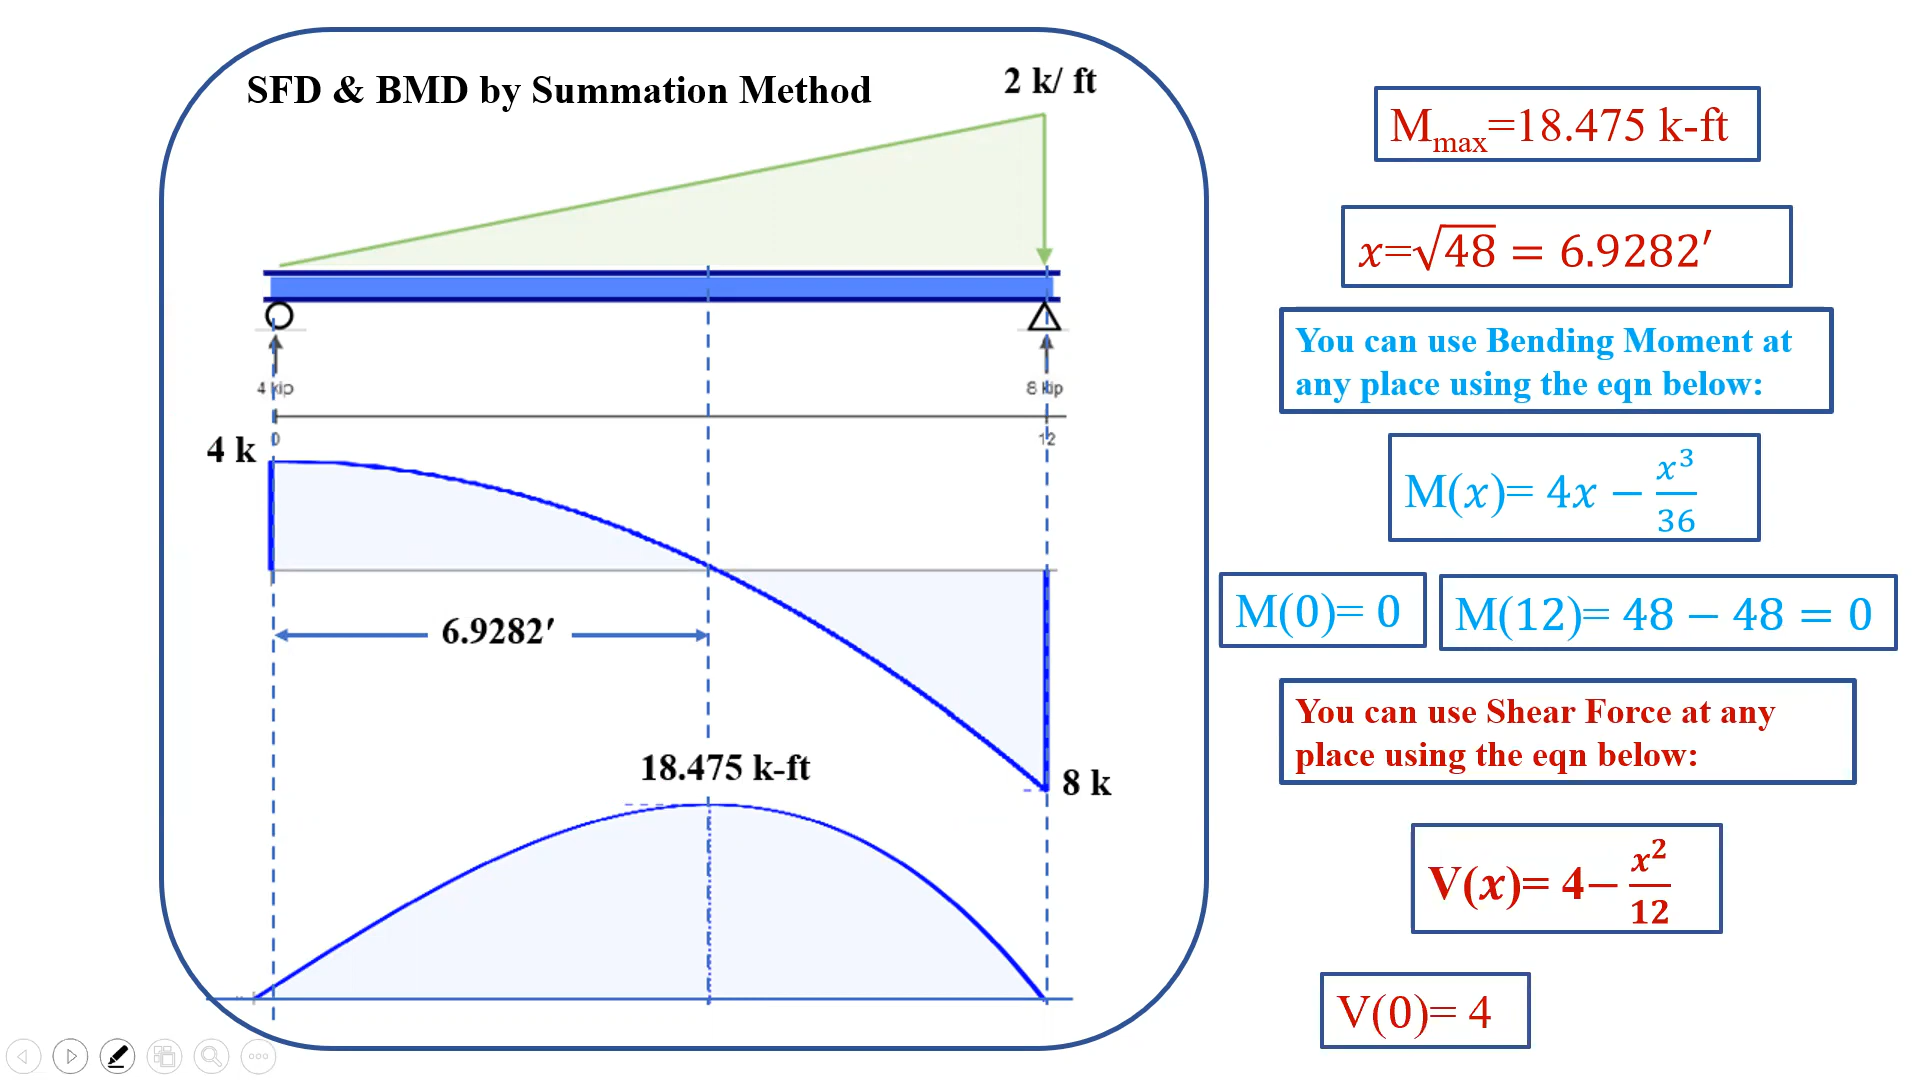 SFD & BMD by Summation Method
2 k/ ft
4 kip
8 kip
0
12
4 k
6.9282′
8 k
18.475 k-ft
Mmax=18.475 k-ft
x=√48 = 6.9282′
You can use Bending Moment at
any place using the eqn below:
M(x)= 4x − x³/36
M(0)= 0
M(12)= 48 − 48 = 0
You can use Shear Force at any
place using the eqn below:
V(x)= 4− x²/12
V(0)= 4